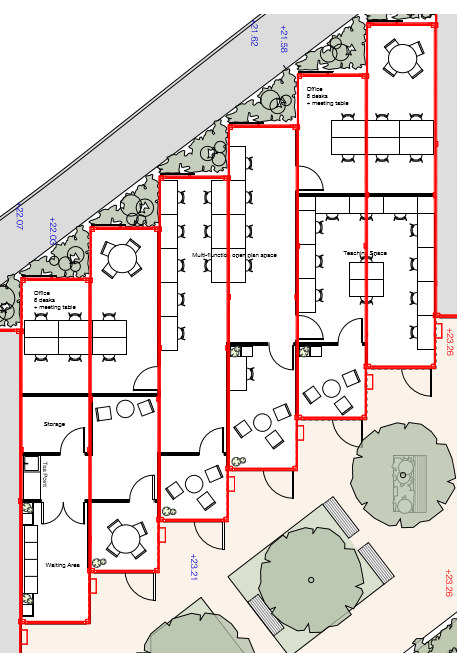 +21.62
+21.58
Office
6 desks
+ meeting table
+22.07
+22.03
Multi-function open plan space
Teaching Space
Office
6 desks
+ meeting table
+23.26
Storage
Tea Point
Waiting Area
+23.21
+23.26